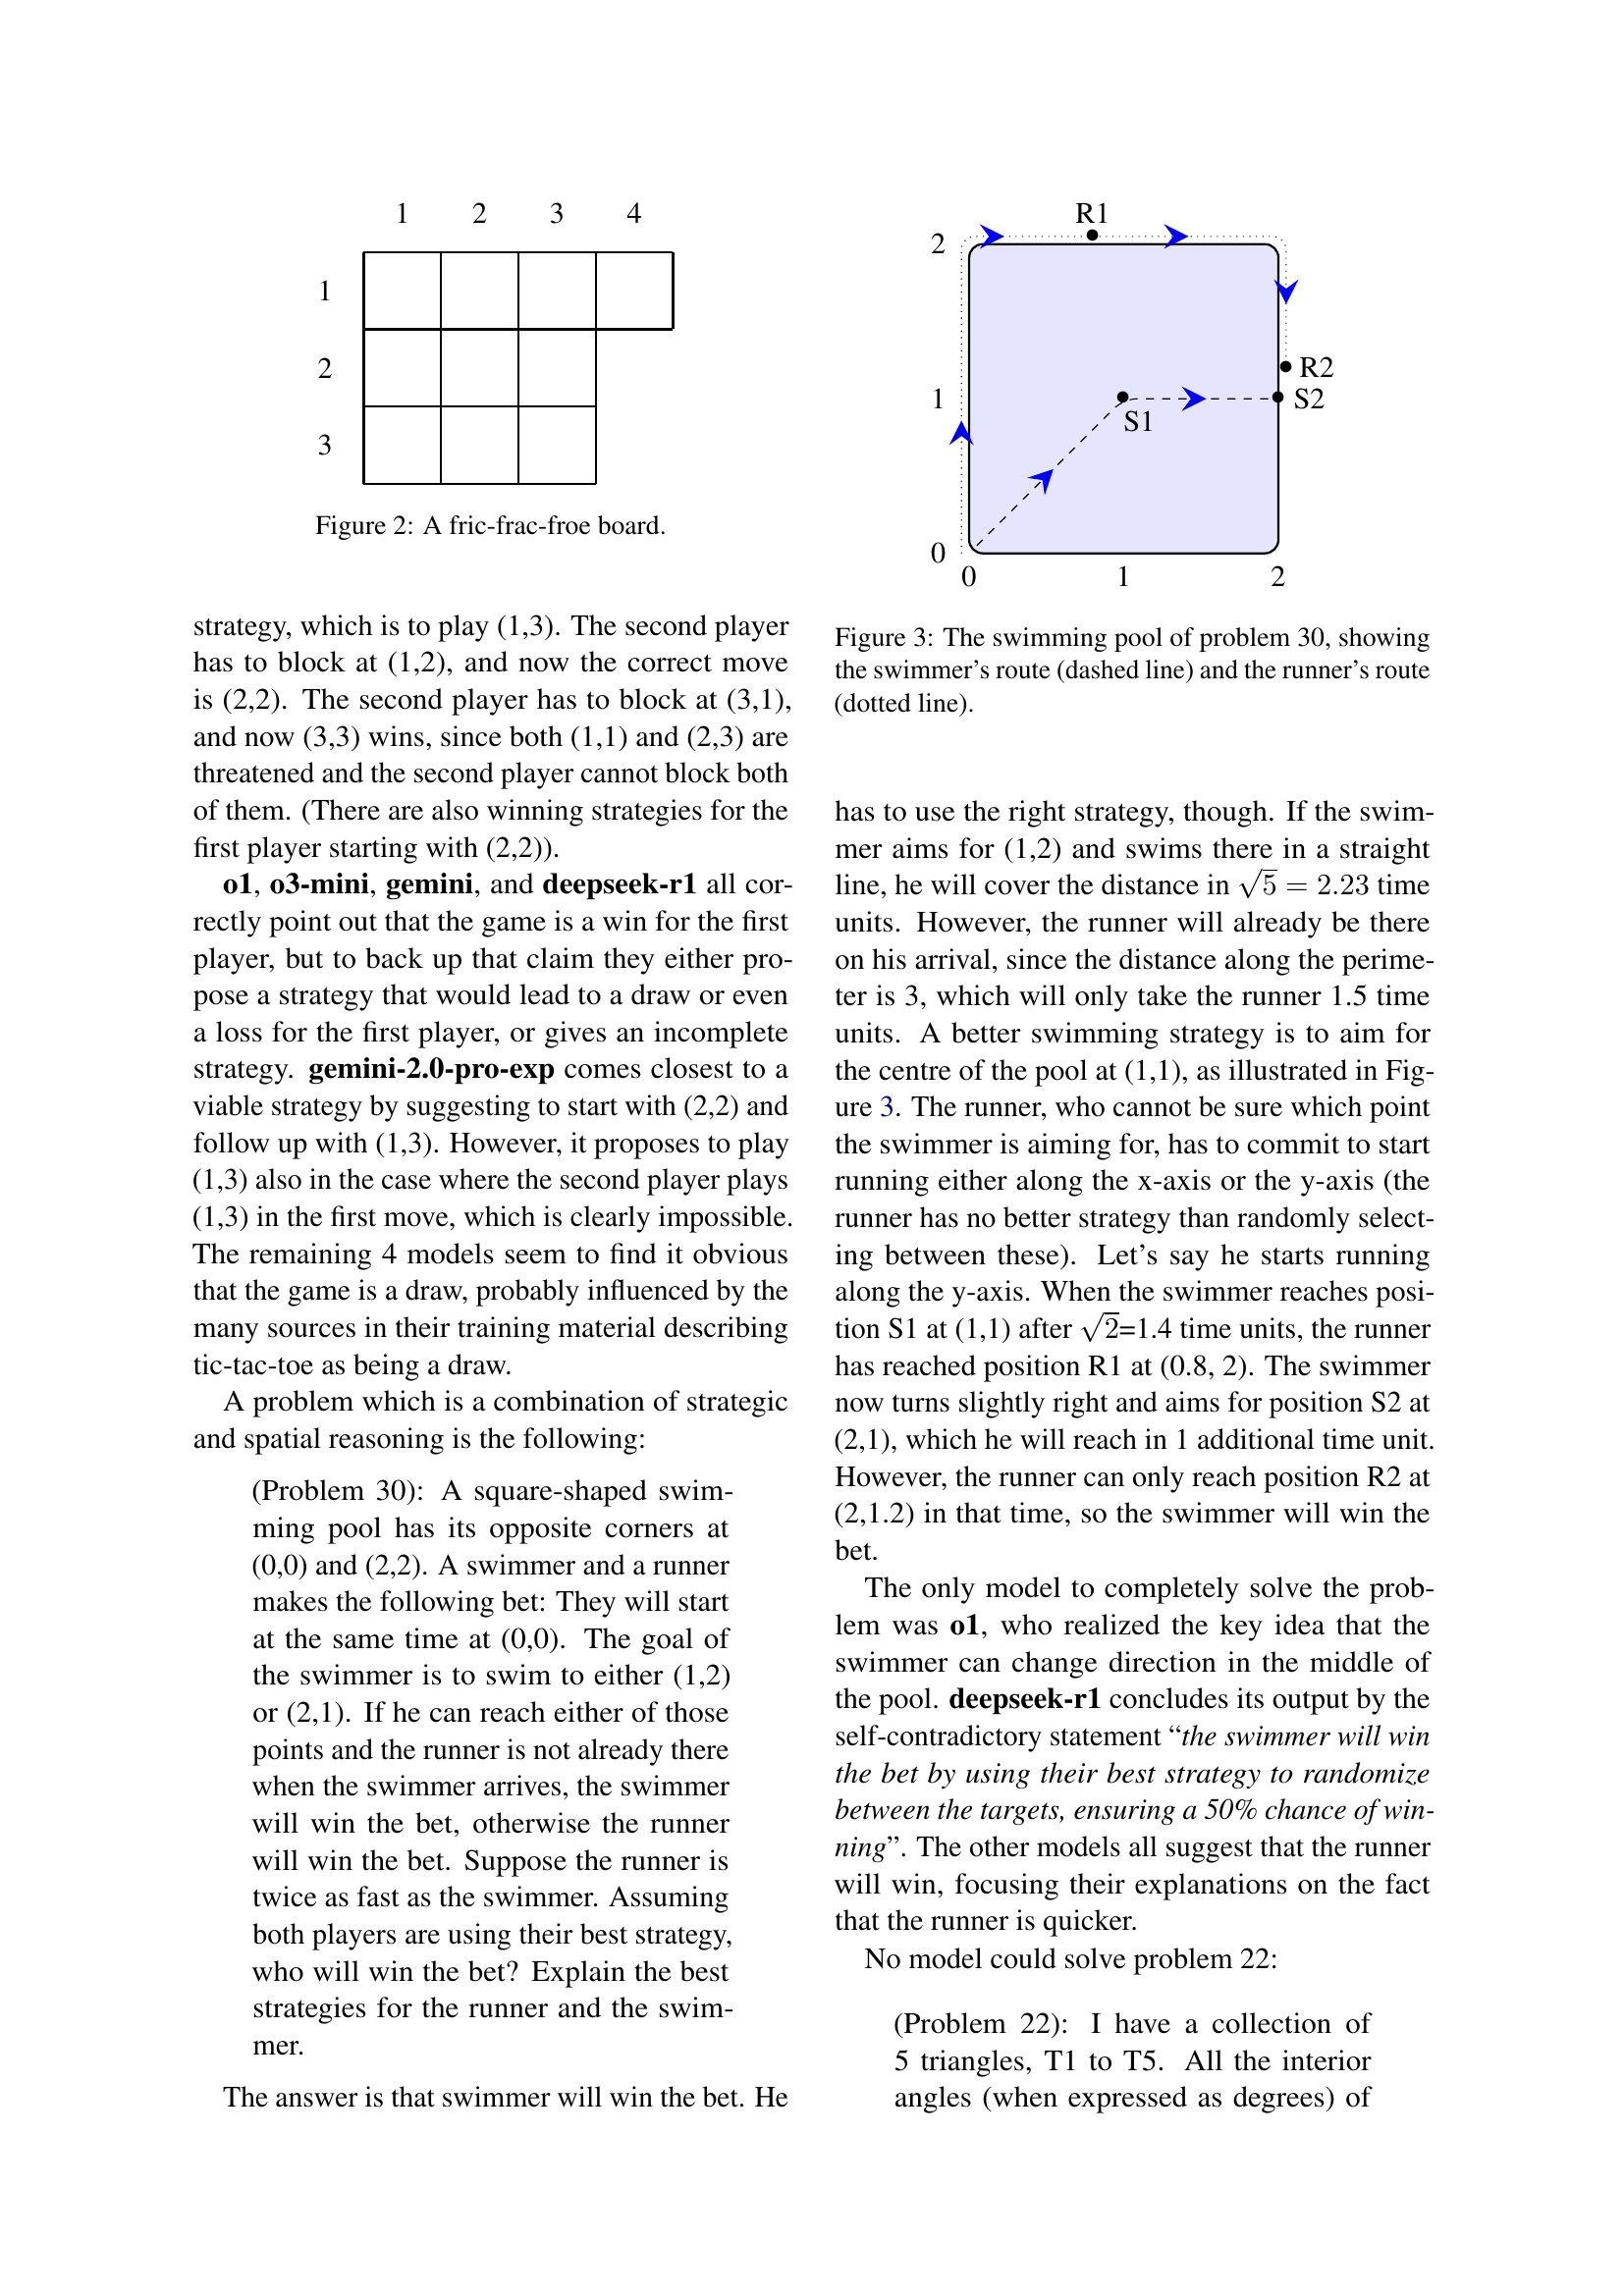 1 2 3 4
1
2
3
Figure 2: A fric-frac-froe board.
strategy, which is to play (1,3). The second player
has to block at (1,2), and now the correct move
is (2,2). The second player has to block at (3,1),
and now (3,3) wins, since both (1,1) and (2,3) are
threatened and the second player cannot block both
of them. (There are also winning strategies for the
first player starting with (2,2)).
o1, o3-mini, gemini, and deepseek-r1 all cor-
rectly point out that the game is a win for the first
player, but to back up that claim they either pro-
pose a strategy that would lead to a draw or even
a loss for the first player, or gives an incomplete
strategy. gemini-2.0-pro-exp comes closest to a
viable strategy by suggesting to start with (2,2) and
follow up with (1,3). However, it proposes to play
(1,3) also in the case where the second player plays
(1,3) in the first move, which is clearly impossible.
The remaining 4 models seem to find it obvious
that the game is a draw, probably influenced by the
many sources in their training material describing
tic-tac-toe as being a draw.
A problem which is a combination of strategic
and spatial reasoning is the following:
(Problem 30): A square-shaped swim-
ming pool has its opposite corners at
(0,0) and (2,2). A swimmer and a runner
makes the following bet: They will start
at the same time at (0,0). The goal of
the swimmer is to swim to either (1,2)
or (2,1). If he can reach either of those
points and the runner is not already there
when the swimmer arrives, the swimmer
will win the bet, otherwise the runner
will win the bet. Suppose the runner is
twice as fast as the swimmer. Assuming
both players are using their best strategy,
who will win the bet? Explain the best
strategies for the runner and the swim-
mer.
The answer is that swimmer will win the bet. He
R1
2
R2
1
S2
S1
0
0 1 2
Figure 3: The swimming pool of problem 30, showing
the swimmer's route (dashed line) and the runner's route
(dotted line).
has to use the right strategy, though. If the swim-
mer aims for (1,2) and swims there in a straight
line, he will cover the distance in √5 = 2.23 time
units. However, the runner will already be there
on his arrival, since the distance along the perime-
ter is 3, which will only take the runner 1.5 time
units. A better swimming strategy is to aim for
the centre of the pool at (1,1), as illustrated in Fig-
ure 3. The runner, who cannot be sure which point
the swimmer is aiming for, has to commit to start
running either along the x-axis or the y-axis (the
runner has no better strategy than randomly select-
ing between these). Let's say he starts running
along the y-axis. When the swimmer reaches posi-
tion S1 at (1,1) after √2=1.4 time units, the runner
has reached position R1 at (0.8, 2). The swimmer
now turns slightly right and aims for position S2 at
(2,1), which he will reach in 1 additional time unit.
However, the runner can only reach position R2 at
(2,1.2) in that time, so the swimmer will win the
bet.
The only model to completely solve the prob-
lem was o1, who realized the key idea that the
swimmer can change direction in the middle of
the pool. deepseek-r1 concludes its output by the
self-contradictory statement “the swimmer will win
the bet by using their best strategy to randomize
between the targets, ensuring a 50% chance of win-
ning”. The other models all suggest that the runner
will win, focusing their explanations on the fact
that the runner is quicker.
No model could solve problem 22:
(Problem 22): I have a collection of
5 triangles, T1 to T5. All the interior
angles (when expressed as degrees) of